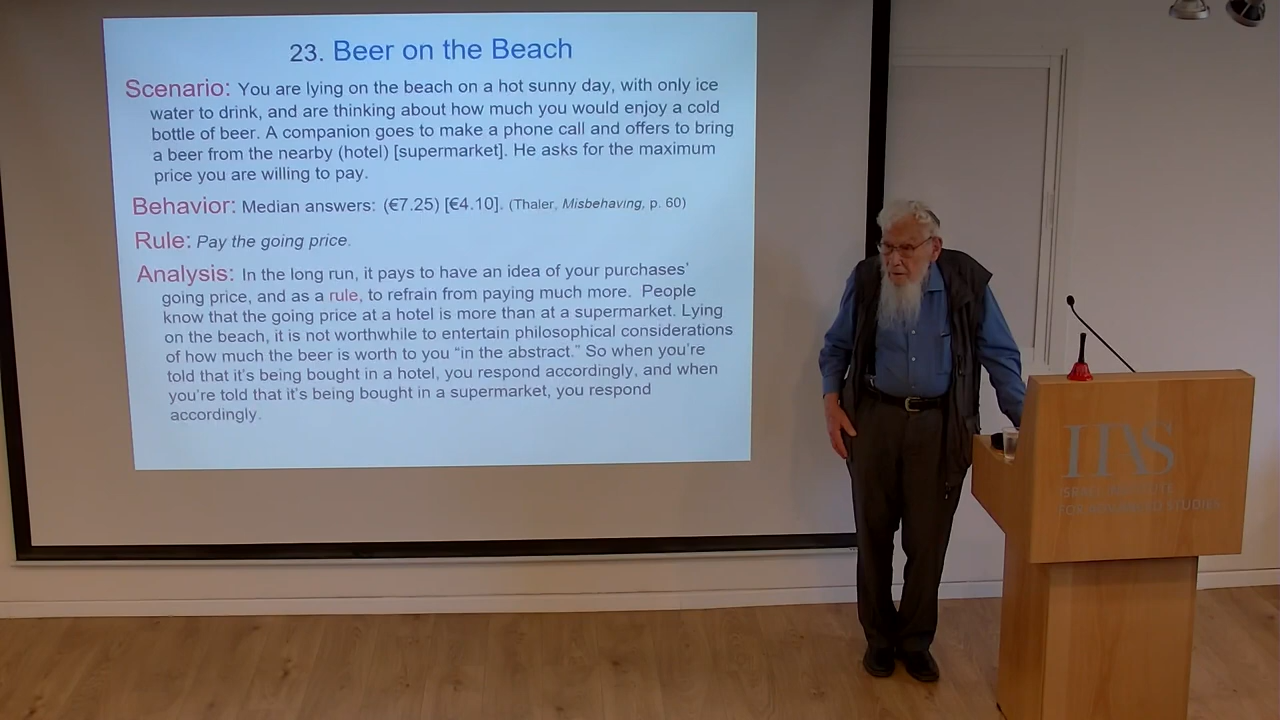 23. Beer on the Beach
Scenario: You are lying on the beach on a hot sunny day, with only ice
water to drink, and are thinking about how much you would enjoy a cold
bottle of beer. A companion goes to make a phone call and offers to bring
a beer from the nearby (hotel) [supermarket]. He asks for the maximum
price you are willing to pay.
Behavior: Median answers: (€7.25) [€4.10]. (Thaler, Misbehaving, p. 60)
Rule: Pay the going price.
Analysis: In the long run, it pays to have an idea of your purchases'
going price, and as a rule, to refrain from paying much more. People
know that the going price at a hotel is more than at a supermarket. Lying
on the beach, it is not worthwhile to entertain philosophical considerations
of how much the beer is worth to you “in the abstract.” So when you're
told that it's being bought in a hotel, you respond accordingly, and when
you're told that it's being bought in a supermarket, you respond
accordingly.
IIAS
ISRAEL INSTITUTE
FOR ADVANCED STUDIES